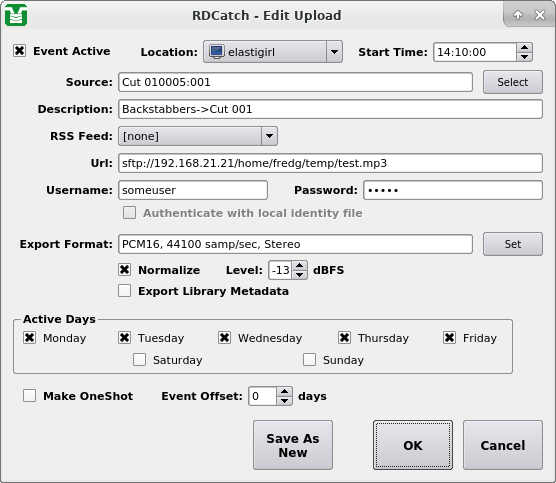 RDCatch - Edit Upload
Event Active Location: elastigirl Start Time: 14:10:00
Source: Cut 010005:001 Select
Description: Backstabbers->Cut 001
RSS Feed: [none]
Url: sftp://192.168.21.21/home/fredg/temp/test.mp3
Username: someuser Password: •••••
Authenticate with local identity file
Export Format: PCM16, 44100 samp/sec, Stereo Set
Normalize Level: -13 dBFS
Export Library Metadata
Active Days
Monday Tuesday Wednesday Thursday Friday
Saturday Sunday
Make OneShot Event Offset: 0 days
Save As
New
OK Cancel